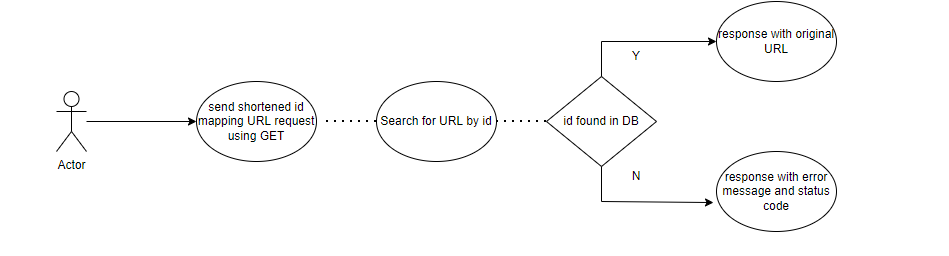 response with original
URL
Y
send shortened id
mapping URL request
using GET
Search for URL by id
id found in DB
Actor
N
response with error
message and status
code